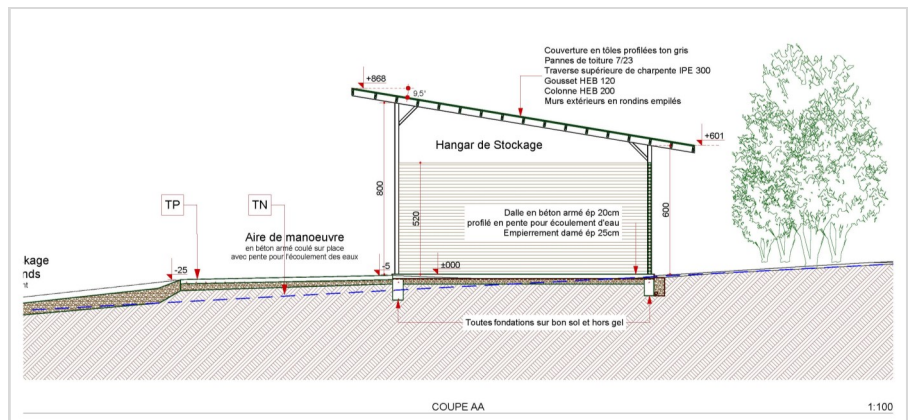 Couverture en tôles profilées ton gris
Pannes de toiture 7/23
Traverse supérieure de charpente IPE 300
Gousset HEB 120
Colonne HEB 200
Murs extérieurs en rondins empilés
+868
9,5°
+601
Hangar de Stockage
800
520
600
TP
TN
Dalle en béton armé ép 20cm
profilé en pente pour écoulement d'eau
Empierrement damé ép 25cm
Aire de manoeuvre
en béton armé coulé sur place
avec pente pour l'écoulement des eaux
kage
nds
nt
-25
-5
±000
Toutes fondations sur bon sol et hors gel
COUPE AA
1:100